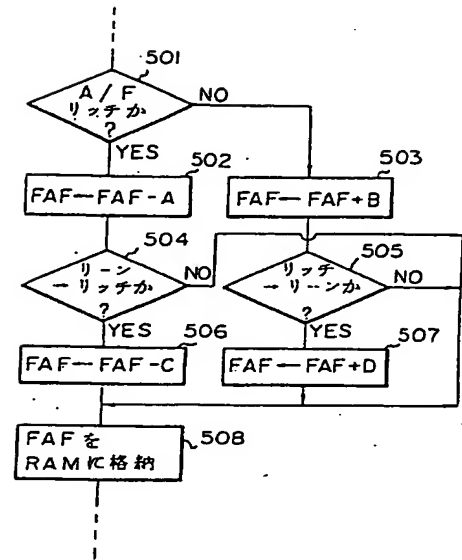 501
A/F
リッチか
?
NO
YES
502
FAF←FAF-A
503
FAF←FAF+B
504
リーン
→リッチか
?
NO
YES
505
リッチ
→リーンか
?
NO
YES
506
FAF←FAF-C
507
FAF←FAF+D
508
FAFを
RAMに格納